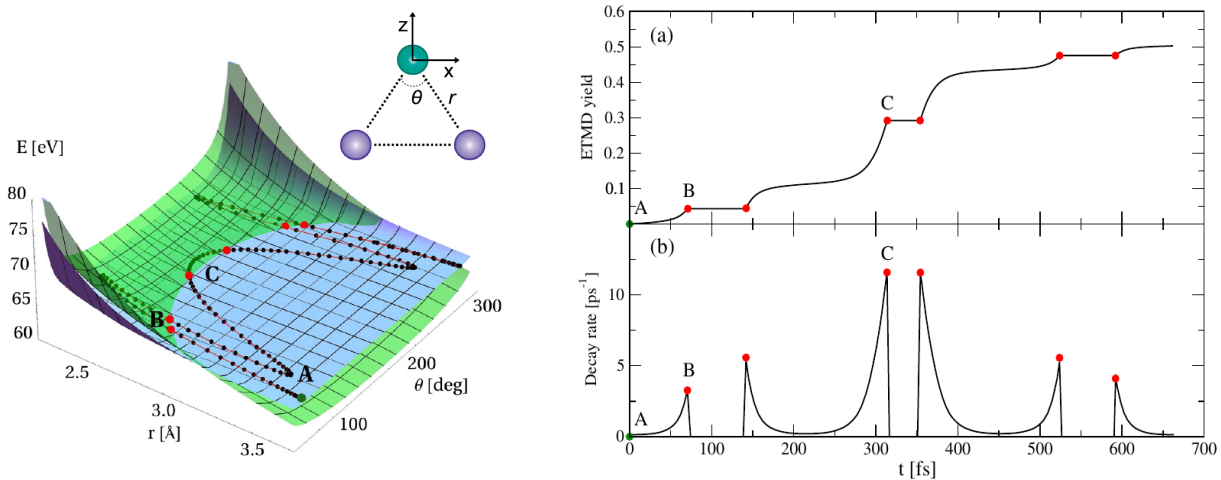 z
x
θ
r
E [eV]
80
75
70
65
60
A
B
C
2.5
3.0
3.5
r [Å]
100
200
300
θ [deg]
(a)
ETMD yield
0.6
0.5
0.4
0.3
0.2
0.1
A
B
C
(b)
Decay rate [ps⁻¹]
10
5
0
A
B
C
0
100
200
300
400
500
600
700
t [fs]